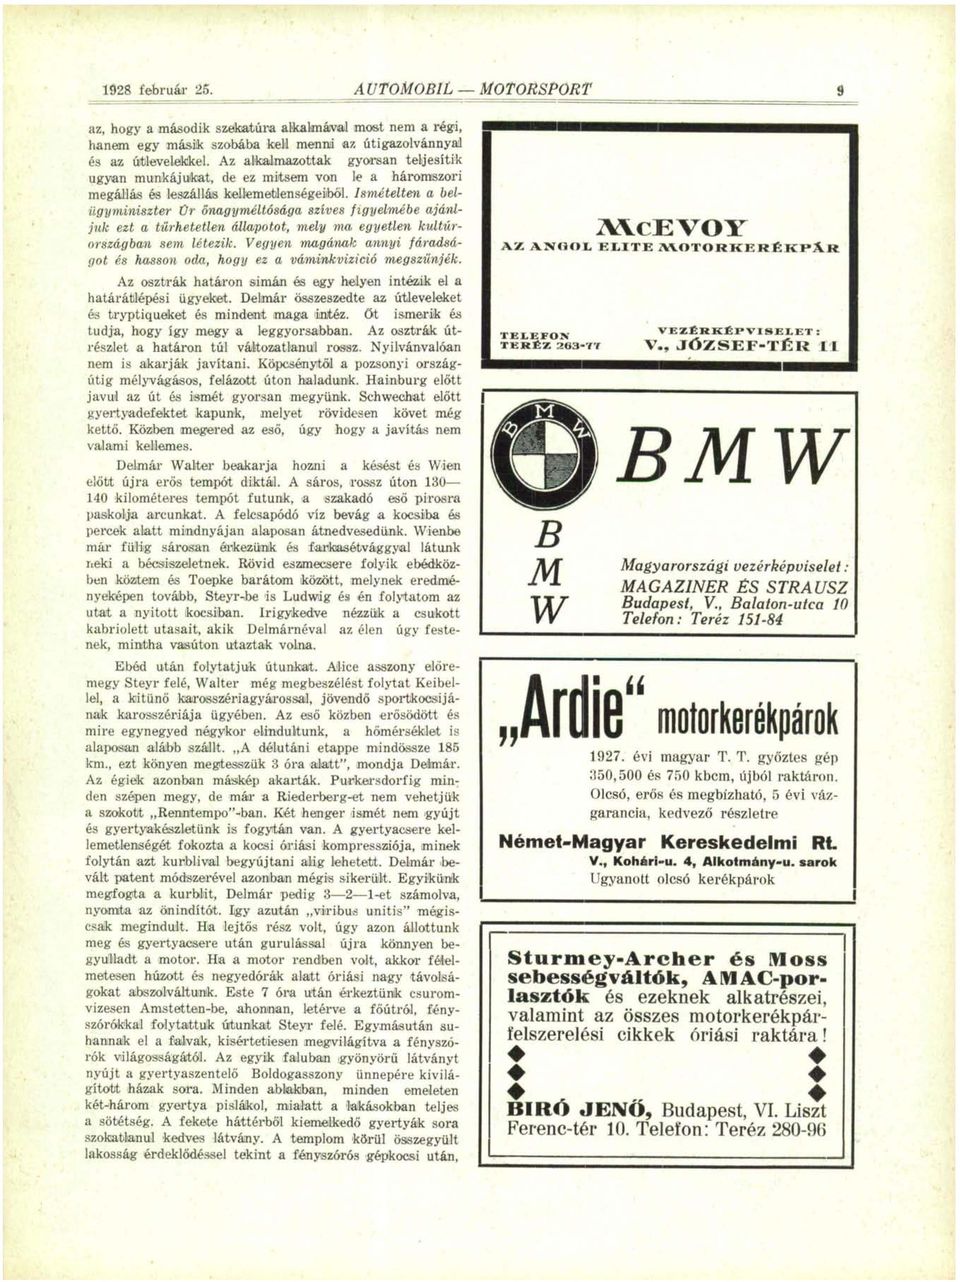 1928 február 25. AUTOMOBIL — MOTORSPORT 9
az, hogy a második szekatúra alkalmával most nem a régi,
hanem egy másik szobába kell menni az útigazolvánnyal
és az útlevelekkel. Az alkalmazottak gyorsan teljesítik
ugyan munkájukat, de ez mitsem von le a háromszori
megállás és leszállás kellemetlenségeiből. Ismételten a bel-
ügyminiszter Úr őnagyméltósága szíves figyelmébe ajánl-
juk ezt a tűrhetetlen állapotot, mely ma egyetlen kultúr-
országban sem létezik. Vegyen magának annyi fáradsá-
got és hasson oda, hogy ez a váminkvizició megszünjék.
Az osztrák határon simán és egy helyen intézik el a
határátlépési ügyeket. Delmár összeszedte az útleveleket
és tryptiqueket és mindent maga intéz. Őt ismerik és
tudja, hogy így megy a leggyorsabban. Az osztrák út-
részlet a határon túl változatlanul rossz. Nyilvánvalóan
nem is akarják javítani. Köpcsénytől a pozsonyi ország-
útig mélyvágásos, felázott úton haladunk. Hainburg előtt
javul az út és ismét gyorsan megyünk. Schwechat előtt
gyertyadefektet kapunk, melyet rövidesen követ még
kettő. Közben megered az eső, úgy hogy a javítás nem
valami kellemes.
Delmár Walter beakarja hozni a késést és Wien
előtt újra erős tempót diktál. A sáros, rossz úton 130—
140 kilométeres tempót futunk, a szakadó eső pirosra
paskolja arcunkat. A felcsapódó víz bevág a kocsiba és
percek alatt mindnyájan alaposan átnedvesedünk. Wienbe
már fülig sárosan érkezünk és farkasétvággyal látunk
neki a bécsiszeletnek. Rövid eszmecsere folyik ebédköz-
ben köztem és Toepke barátom között, melynek eredmé-
nyeképen tovább, Steyr-be is Ludwig és én folytatom az
utat a nyitott kocsiban. Irigykedve nézzük a csukott
kabriolett utasait, akik Delmárnéval az élen úgy feste-
nek, mintha vasúton utaztak volna.
Ebéd után folytatjuk útunkat. Alice asszony előre-
megy Steyr felé, Walter még megbeszélést folytat Keibel-
lel, a kitünő karosszériagyárossal, jövendő sportkocsijá-
nak karosszériája ügyében. Az eső közben erősödött és
mire egynegyed négykor elindultunk, a hőmérséklet is
alaposan alább szállt. „A délutáni etappe mindössze 185
km., ezt könyen megtesszük 3 óra alatt", mondja Delmár.
Az égiek azonban máskép akarták. Purkersdorfig min-
den szépen megy, de már a Riederberg-et nem vehetjük
a szokott „Renntempo"-ban. Két henger ismét nem gyújt
és gyertyakészletünk is fogytán van. A gyertyacsere kel-
lemetlenségét fokozta a kocsi óriási kompressziója, minek
folytán azt kurblival begyújtani alig lehetett. Delmár be-
vált patent módszerével azonban mégis sikerült. Egyikünk
megfogta a kurblit, Delmár pedig 3—2—1-et számolva,
nyomta az önindítót. Így azután „viribus unitis" mégis-
csak megindult. Ha lejtős rész volt, úgy azon állottunk
meg és gyertyacsere után gurulással újra könnyen be-
gyulladt a motor. Ha a motor rendben volt, akkor félel-
metesen húzott és negyedórák alatt óriási nagy távolsá-
gokat abszolváltunk. Este 7 óra után érkeztünk csurom-
vizesen Amstetten-be, ahonnan, letérve a főútról, fény-
szórókkal folytattuk útunkat Steyr felé. Egymásután su-
hannak el a falvak, kisértetiesen megvilágítva a fényszó-
rók világosságától. Az egyik faluban gyönyörű látványt
nyújt a gyertyaszentelő Boldogasszony ünnepére kivilá-
gított házak sora. Minden ablakban, minden emeleten
két-három gyertya pislákol, mialatt a lakásokban teljes
a sötétség. A fekete háttérből kiemelkedő gyertyák sora
szokatlanul kedves látvány. A templom körül összegyült
lakosság érdeklődéssel tekint a fényszórós gépkocsi után,
McEVOY
AZ ANGOL ELITE MOTORKERÉKPÁR
TELEFON
TERÉZ 263-77
VEZÉRKÉPVISELET:
V., JÓZSEF-TÉR 11
BMW
BMW
B
M
W
Magyarországi vezérképviselet:
MAGAZINER ÉS STRAUSZ
Budapest, V., Balaton-utca 10
Telefon: Teréz 151-84
„Ardie" motorkerékpárok
1927. évi magyar T. T. győztes gép
350,500 és 750 kbcm, újból raktáron.
Olcsó, erős és megbízható, 5 évi váz-
garancia, kedvező részletre
Német-Magyar Kereskedelmi Rt.
V., Kohári-u. 4, Alkotmány-u. sarok
Ugyanott olcsó kerékpárok
Sturmey-Archer és Moss
sebességváltók, AMAC-por-
lasztók és ezeknek alkatrészei,
valamint az összes motorkerékpár-
felszerelési cikkek óriási raktára!
BIRÓ JENŐ, Budapest, VI. Liszt
Ferenc-tér 10. Telefon: Teréz 280-96